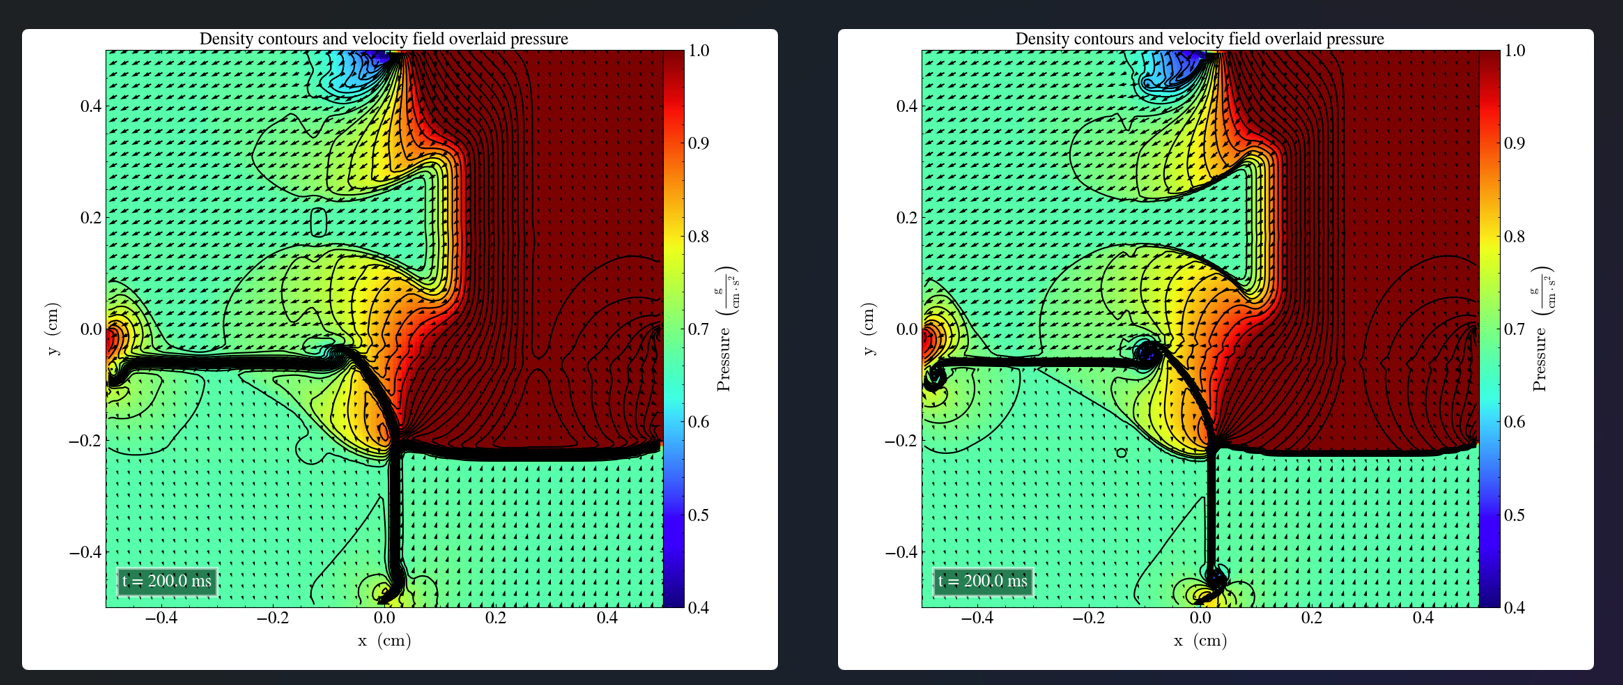 Density contours and velocity field overlaid pressure
1.0
0.9
0.8
0.7
0.6
0.5
0.4
Pressure (g/cm·s²)
0.4
0.2
0.0
−0.2
−0.4
y (cm)
t = 200.0 ms
−0.4 −0.2 0.0 0.2 0.4
x (cm)
Density contours and velocity field overlaid pressure
1.0
0.9
0.8
0.7
0.6
0.5
0.4
Pressure (g/cm·s²)
0.4
0.2
0.0
−0.2
−0.4
y (cm)
t = 200.0 ms
−0.4 −0.2 0.0 0.2 0.4
x (cm)